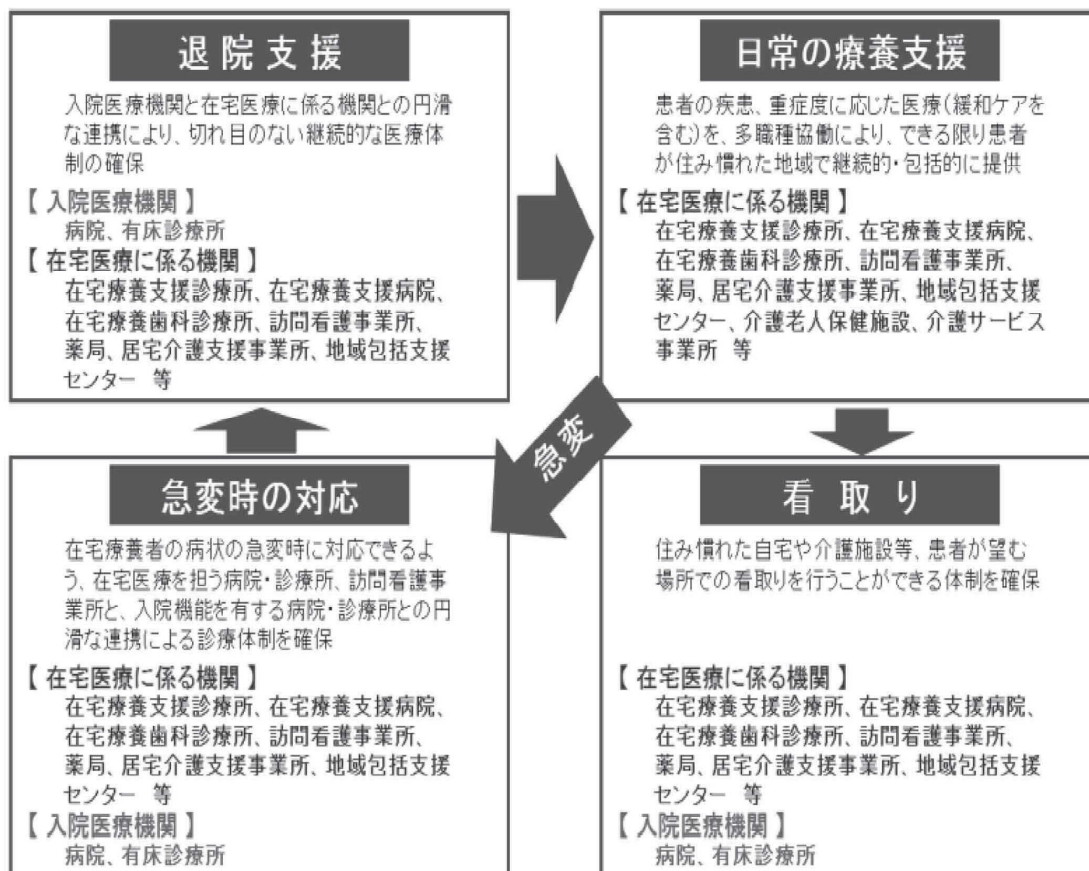 退院支援
入院医療機関と在宅医療に係る機関との円滑
な連携により、切れ目のない継続的な医療体
制の確保
【 入院医療機関 】
病院、有床診療所
【 在宅医療に係る機関 】
在宅療養支援診療所、在宅療養支援病院、
在宅療養歯科診療所、訪問看護事業所、
薬局、居宅介護支援事業所、地域包括支援
センター 等
日常の療養支援
患者の疾患、重症度に応じた医療(緩和ケアを
含む)を、多職種協働により、できる限り患者
が住み慣れた地域で継続的・包括的に提供
【 在宅医療に係る機関 】
在宅療養支援診療所、在宅療養支援病院、
在宅療養歯科診療所、訪問看護事業所、
薬局、居宅介護支援事業所、地域包括支援
センター、介護老人保健施設、介護サービス
事業所 等
急変
急変時の対応
在宅療養者の病状の急変時に対応できるよ
う、在宅医療を担う病院・診療所、訪問看護事
業所と、入院機能を有する病院・診療所との円
滑な連携による診療体制を確保
【 在宅医療に係る機関 】
在宅療養支援診療所、在宅療養支援病院、
在宅療養歯科診療所、訪問看護事業所、
薬局、居宅介護支援事業所、地域包括支援
センター 等
【 入院医療機関 】
病院、有床診療所
看取り
住み慣れた自宅や介護施設等、患者が望む
場所での看取りを行うことができる体制を確保
【 在宅医療に係る機関 】
在宅療養支援診療所、在宅療養支援病院、
在宅療養歯科診療所、訪問看護事業所、
薬局、居宅介護支援事業所、地域包括支援
センター 等
【 入院医療機関 】
病院、有床診療所